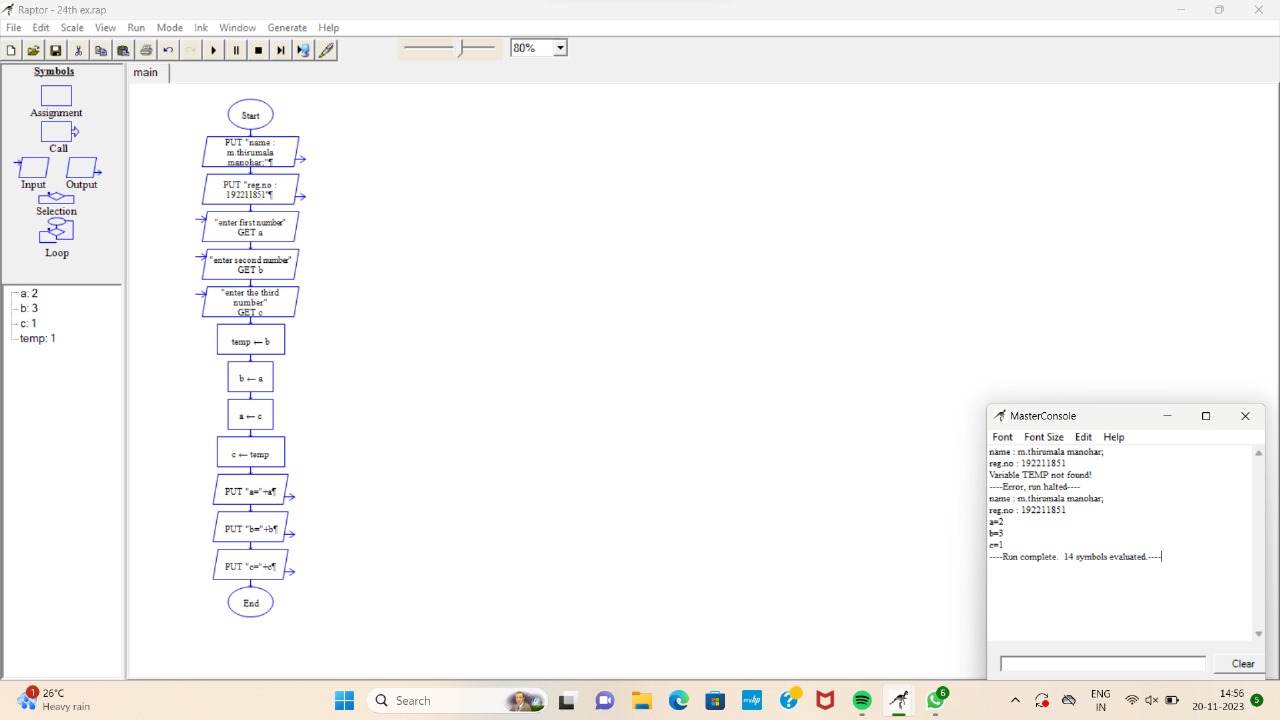 Raptor - 24th ex.rap
File Edit Scale View Run Mode Ink Window Generate Help
80%
Symbols
Assignment
Call
Input Output
Selection
Loop
a: 2
b: 3
c: 1
temp: 1
main
Start
PUT "name :
m.thirumala
manohar;"¶
PUT "reg.no :
192211851"¶
"enter first number"
GET a
"enter second number"
GET b
"enter the third
number"
GET c
temp ← b
b ← a
a ← c
c ← temp
PUT "a="+a¶
PUT "b="+b¶
PUT "c="+c¶
End
MasterConsole
Font Font Size Edit Help
name : m.thirumala manohar;
reg.no : 192211851
Variable TEMP not found!
----Error, run halted----
name : m.thirumala manohar;
reg.no : 192211851
a=2
b=3
c=1
----Run complete. 14 symbols evaluated.----
Clear
1
26°C
Heavy rain
Search
myhp
6
ENG
IN
14:56
20-11-2023
5